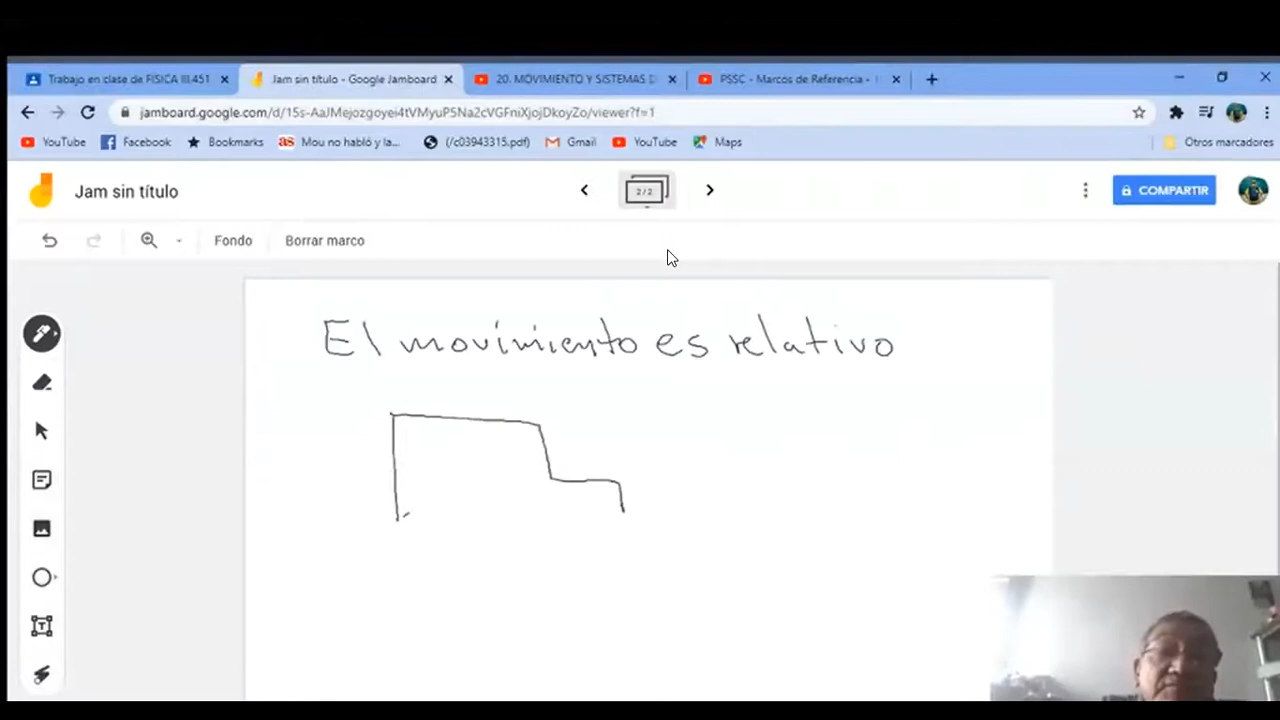 Trabajo en clase de FISICA III.451
Jam sin título - Google Jamboard
20. MOVIMIENTO Y SISTEMAS D
PSSC - Marcos de Referencia -
jamboard.google.com/d/15s-AaJMejozgoyei4tVMyuP5Na2cVGFniXjojDkoyZo/viewer?f=1
YouTube Facebook Bookmarks as Mou no habló y la... (/c03943315.pdf) Gmail YouTube Maps Otros marcadores
Jam sin título
2/2
COMPARTIR
Fondo
Borrar marco
El movimiento es relativo